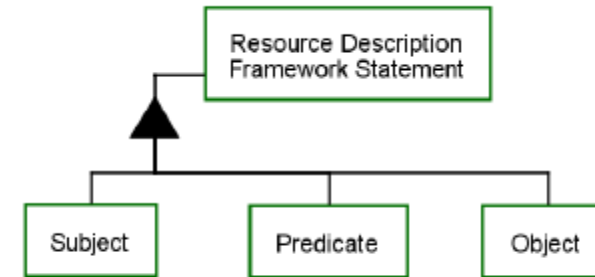 Resource Description
Framework Statement
Subject
Predicate
Object